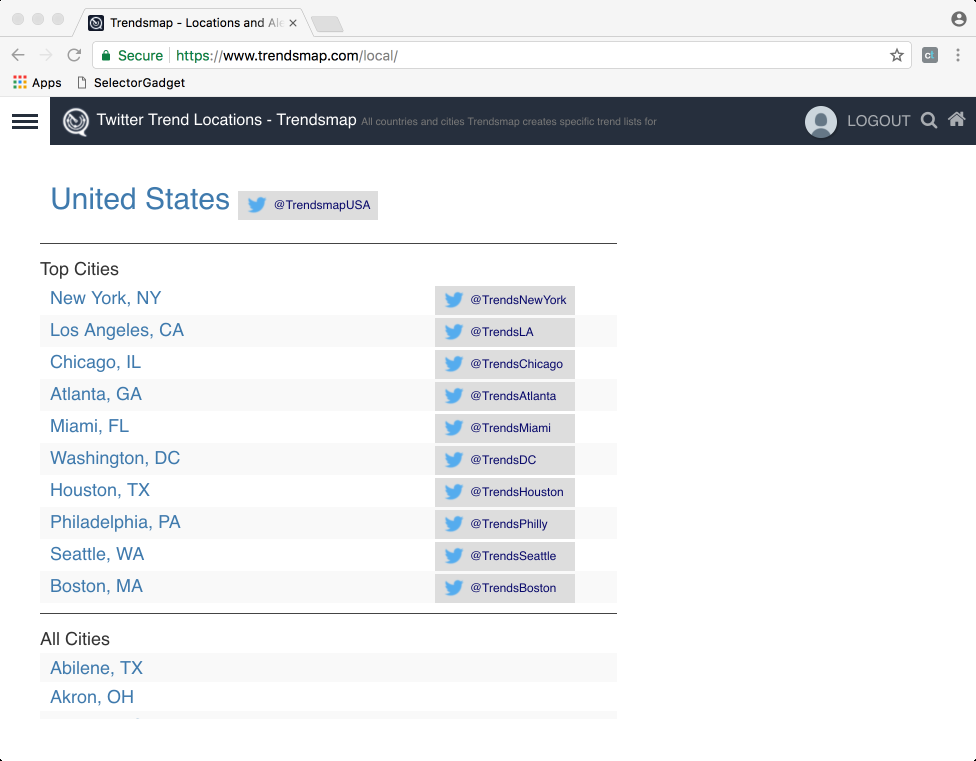 Trendsmap - Locations and Ale
Secure https://www.trendsmap.com/local/
Apps SelectorGadget
Twitter Trend Locations - Trendsmap All countries and cities Trendsmap creates specific trend lists for LOGOUT
United States @TrendsmapUSA
Top Cities
New York, NY @TrendsNewYork
Los Angeles, CA @TrendsLA
Chicago, IL @TrendsChicago
Atlanta, GA @TrendsAtlanta
Miami, FL @TrendsMiami
Washington, DC @TrendsDC
Houston, TX @TrendsHouston
Philadelphia, PA @TrendsPhilly
Seattle, WA @TrendsSeattle
Boston, MA @TrendsBoston
All Cities
Abilene, TX
Akron, OH